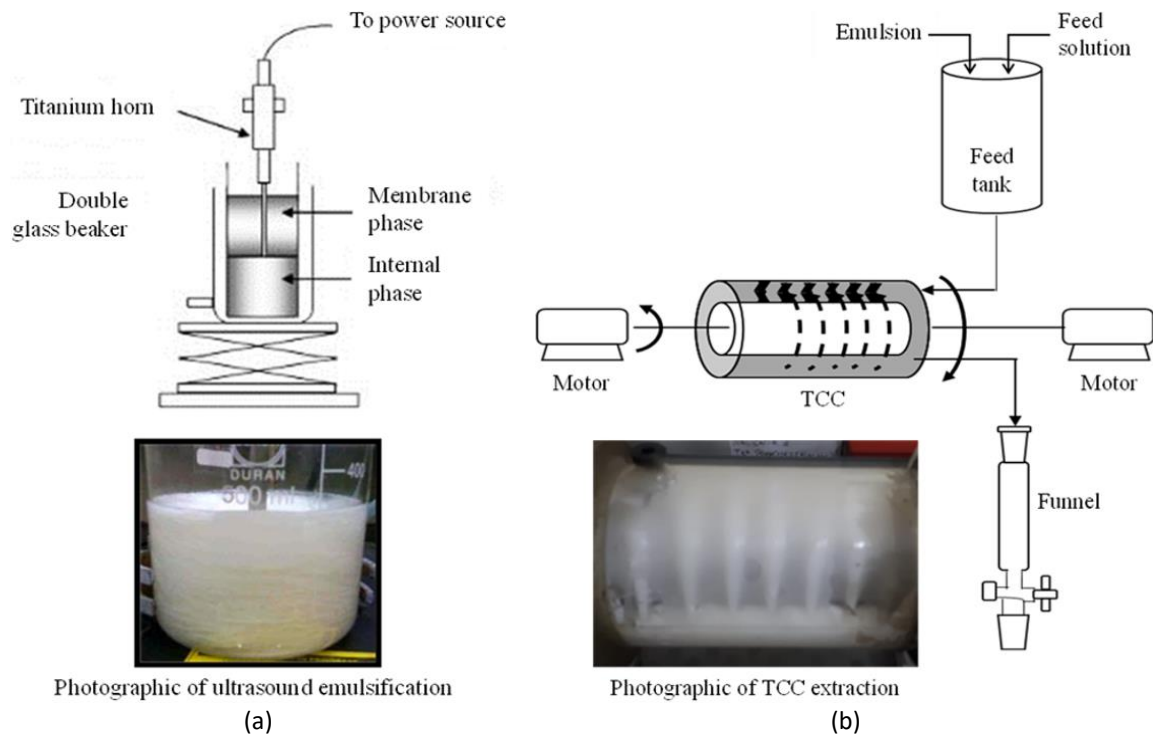 To power source
Titanium horn
Double
glass beaker
Membrane
phase
Internal
phase
DURAN
500 ml
400
Photographic of ultrasound emulsification
(a)
Emulsion
Feed
solution
Feed
tank
Motor
TCC
Motor
Funnel
Photographic of TCC extraction
(b)